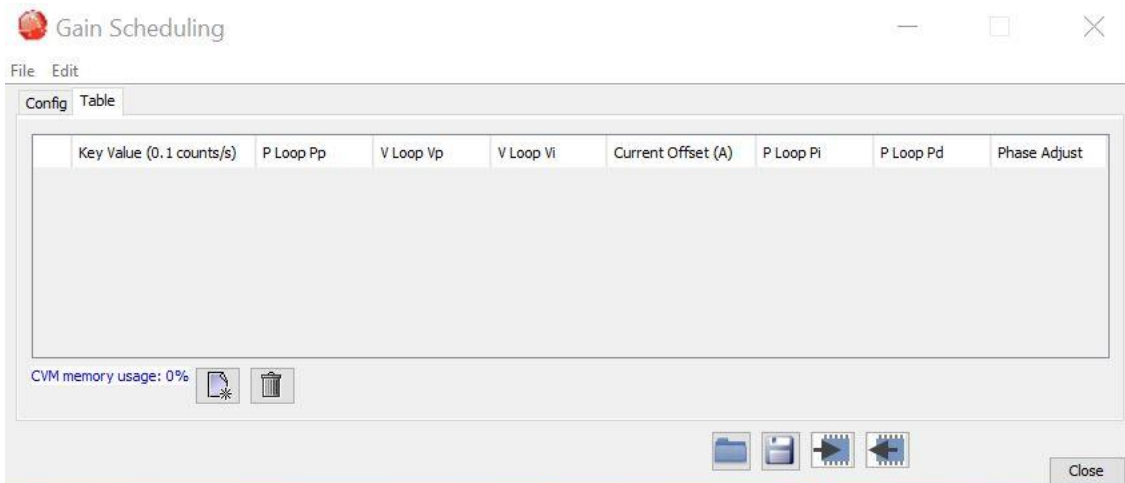 Gain Scheduling
File Edit
Config Table
Key Value (0.1 counts/s) P Loop Pp V Loop Vp V Loop Vi Current Offset (A) P Loop Pi P Loop Pd Phase Adjust
CVM memory usage: 0%
Close